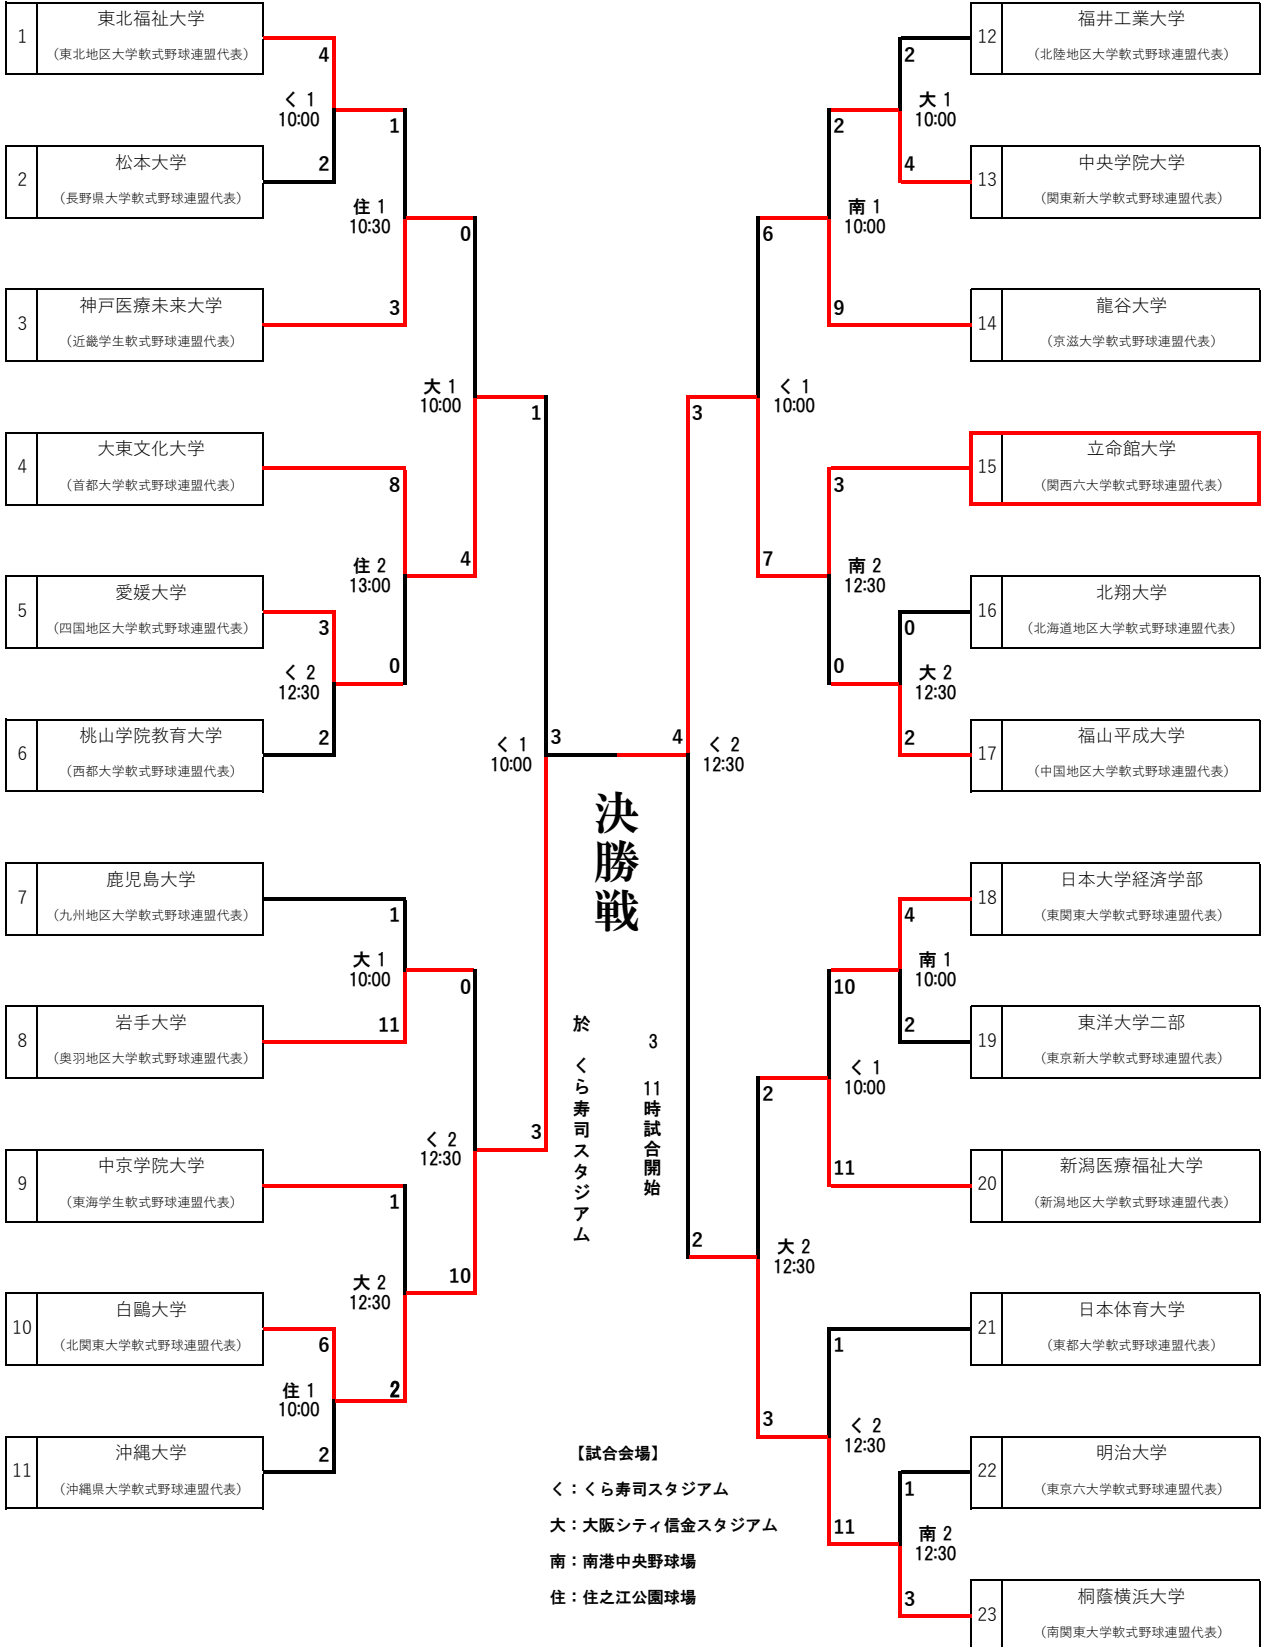 1
東北福祉大学
（東北地区大学軟式野球連盟代表）
2
松本大学
（長野県大学軟式野球連盟代表）
3
神戸医療未来大学
（近畿学生軟式野球連盟代表）
4
大東文化大学
（首都大学軟式野球連盟代表）
5
愛媛大学
（四国地区大学軟式野球連盟代表）
6
桃山学院教育大学
（西都大学軟式野球連盟代表）
7
鹿児島大学
（九州地区大学軟式野球連盟代表）
8
岩手大学
（奥羽地区大学軟式野球連盟代表）
9
中京学院大学
（東海学生軟式野球連盟代表）
10
白鷗大学
（北関東大学軟式野球連盟代表）
11
沖縄大学
（沖縄県大学軟式野球連盟代表）
4
く 1
10:00
2
3
く 2
12:30
2
6
住 1
10:00
2
1
住 1
10:30
3
8
住 2
13:00
0
1
大 1
10:00
11
1
大 2
12:30
2
0
大 1
10:00
4
0
く 2
12:30
10
1
く 1
10:00
3
3
4
決勝戦
3 11時試合開始
於 くら寿司スタジアム
3
く 2
12:30
2
6
く 1
10:00
7
2
大 2
12:30
3
2
南 1
10:00
9
3
南 2
12:30
0
10
く 1
10:00
11
1
く 2
12:30
11
2
大 1
10:00
4
0
大 2
12:30
2
4
南 1
10:00
2
1
南 2
12:30
3
12
福井工業大学
（北陸地区大学軟式野球連盟代表）
13
中央学院大学
（関東新大学軟式野球連盟代表）
14
龍谷大学
（京滋大学軟式野球連盟代表）
15
立命館大学
（関西六大学軟式野球連盟代表）
16
北翔大学
（北海道地区大学軟式野球連盟代表）
17
福山平成大学
（中国地区大学軟式野球連盟代表）
18
日本大学経済学部
（東関東大学軟式野球連盟代表）
19
東洋大学二部
（東京新大学軟式野球連盟代表）
20
新潟医療福祉大学
（新潟地区大学軟式野球連盟代表）
21
日本体育大学
（東都大学軟式野球連盟代表）
22
明治大学
（東京六大学軟式野球連盟代表）
23
桐蔭横浜大学
（南関東大学軟式野球連盟代表）
【試合会場】
く：くら寿司スタジアム
大：大阪シティ信金スタジアム
南：南港中央野球場
住：住之江公園球場